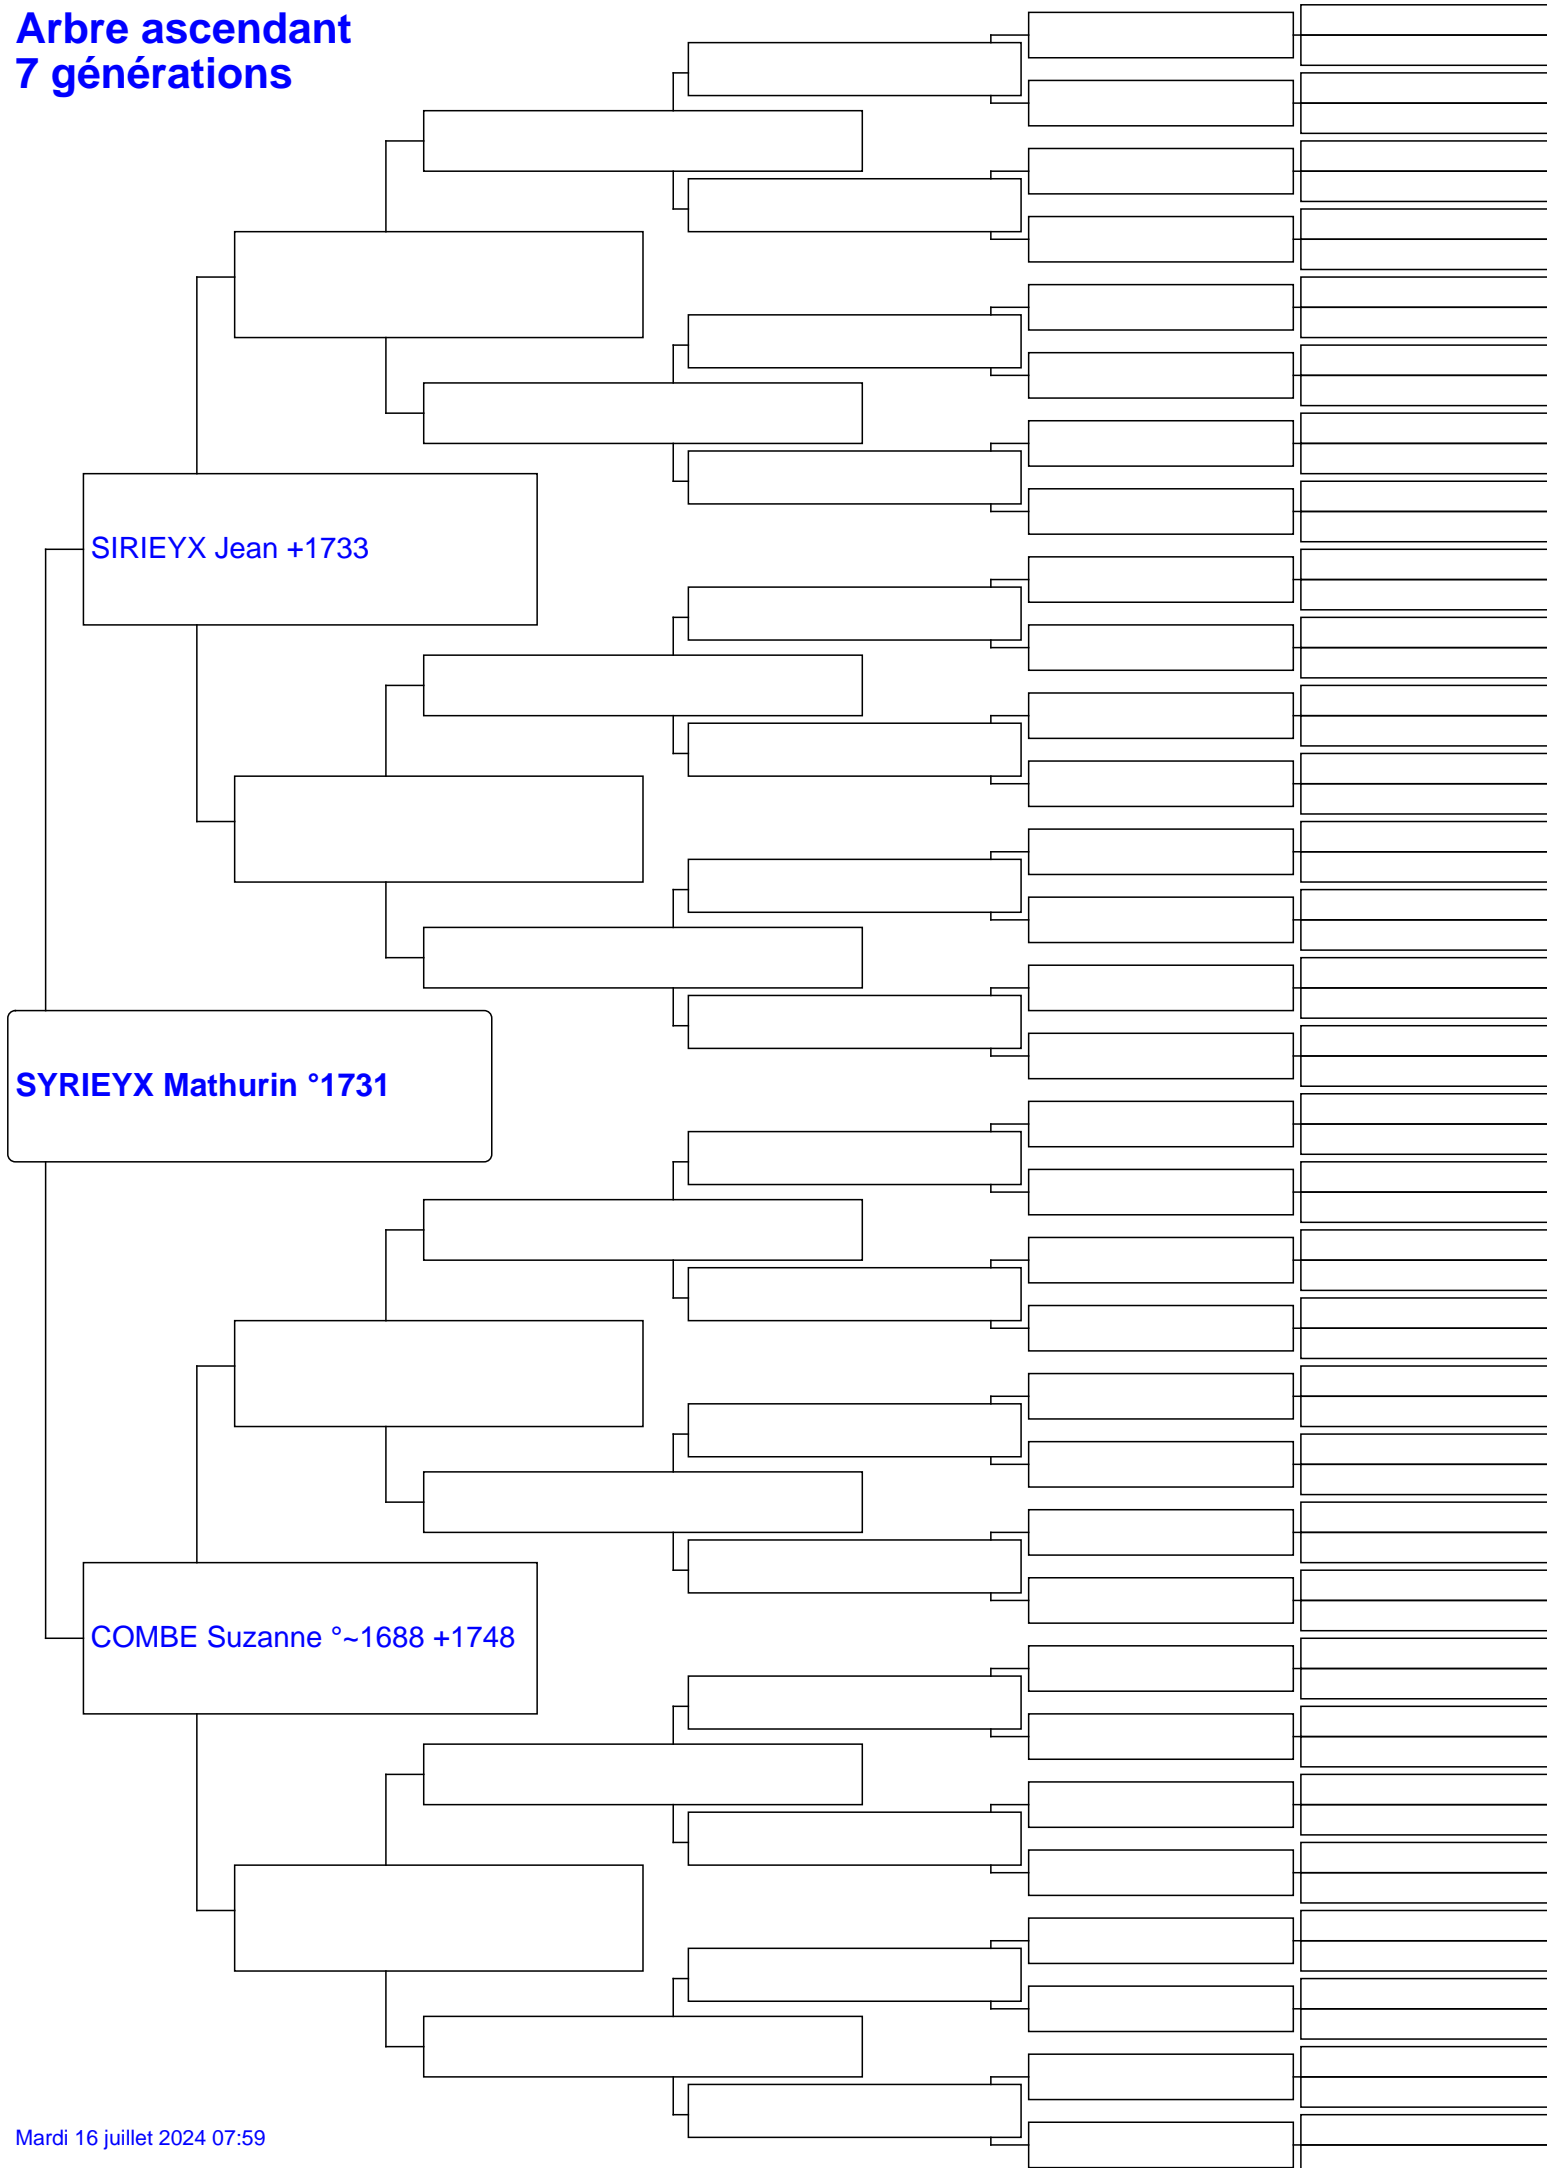 Arbre ascendant
7 générations
SIRIEYX Jean +1733
SYRIEYX Mathurin °1731
COMBE Suzanne °~1688 +1748
Mardi 16 juillet 2024 07:59